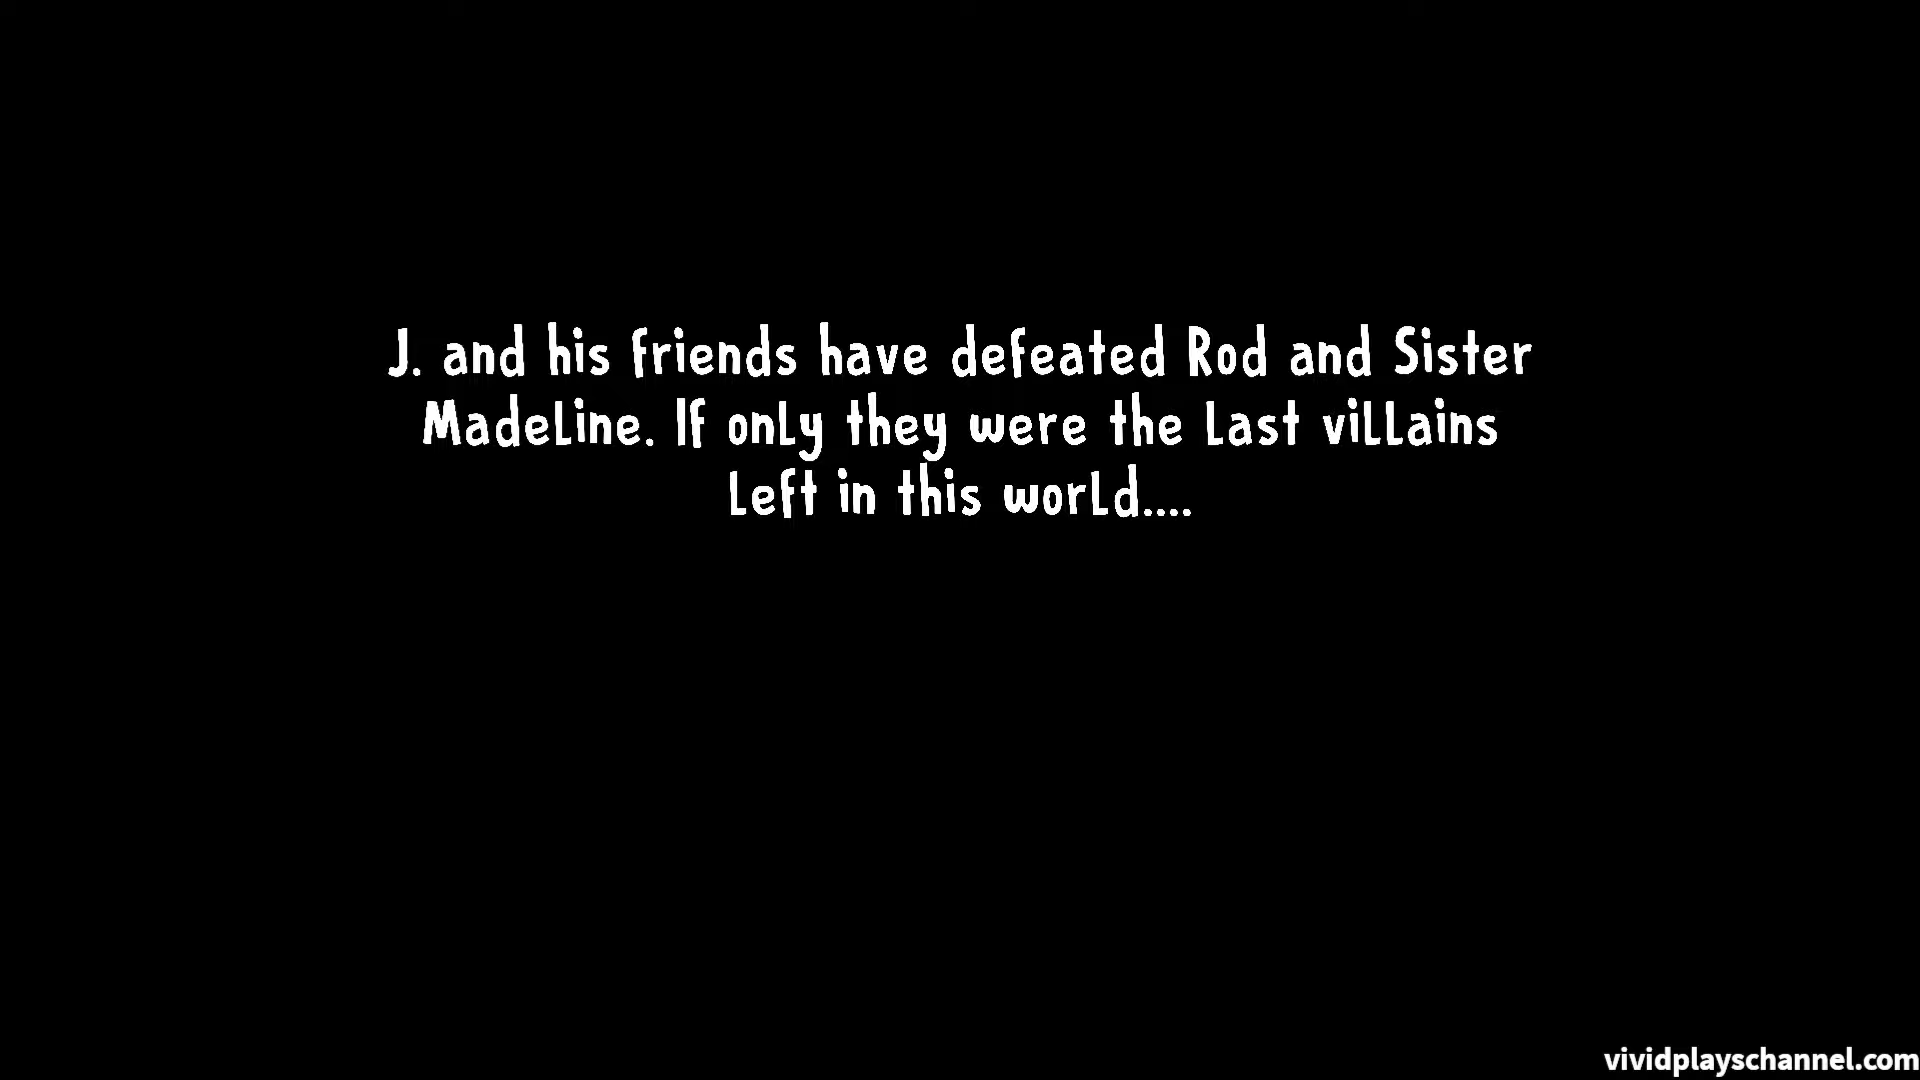 J. and his friends have defeated Rod and Sister
Madeline. If only they were the last villains
left in this world....
vividplayschannel.com